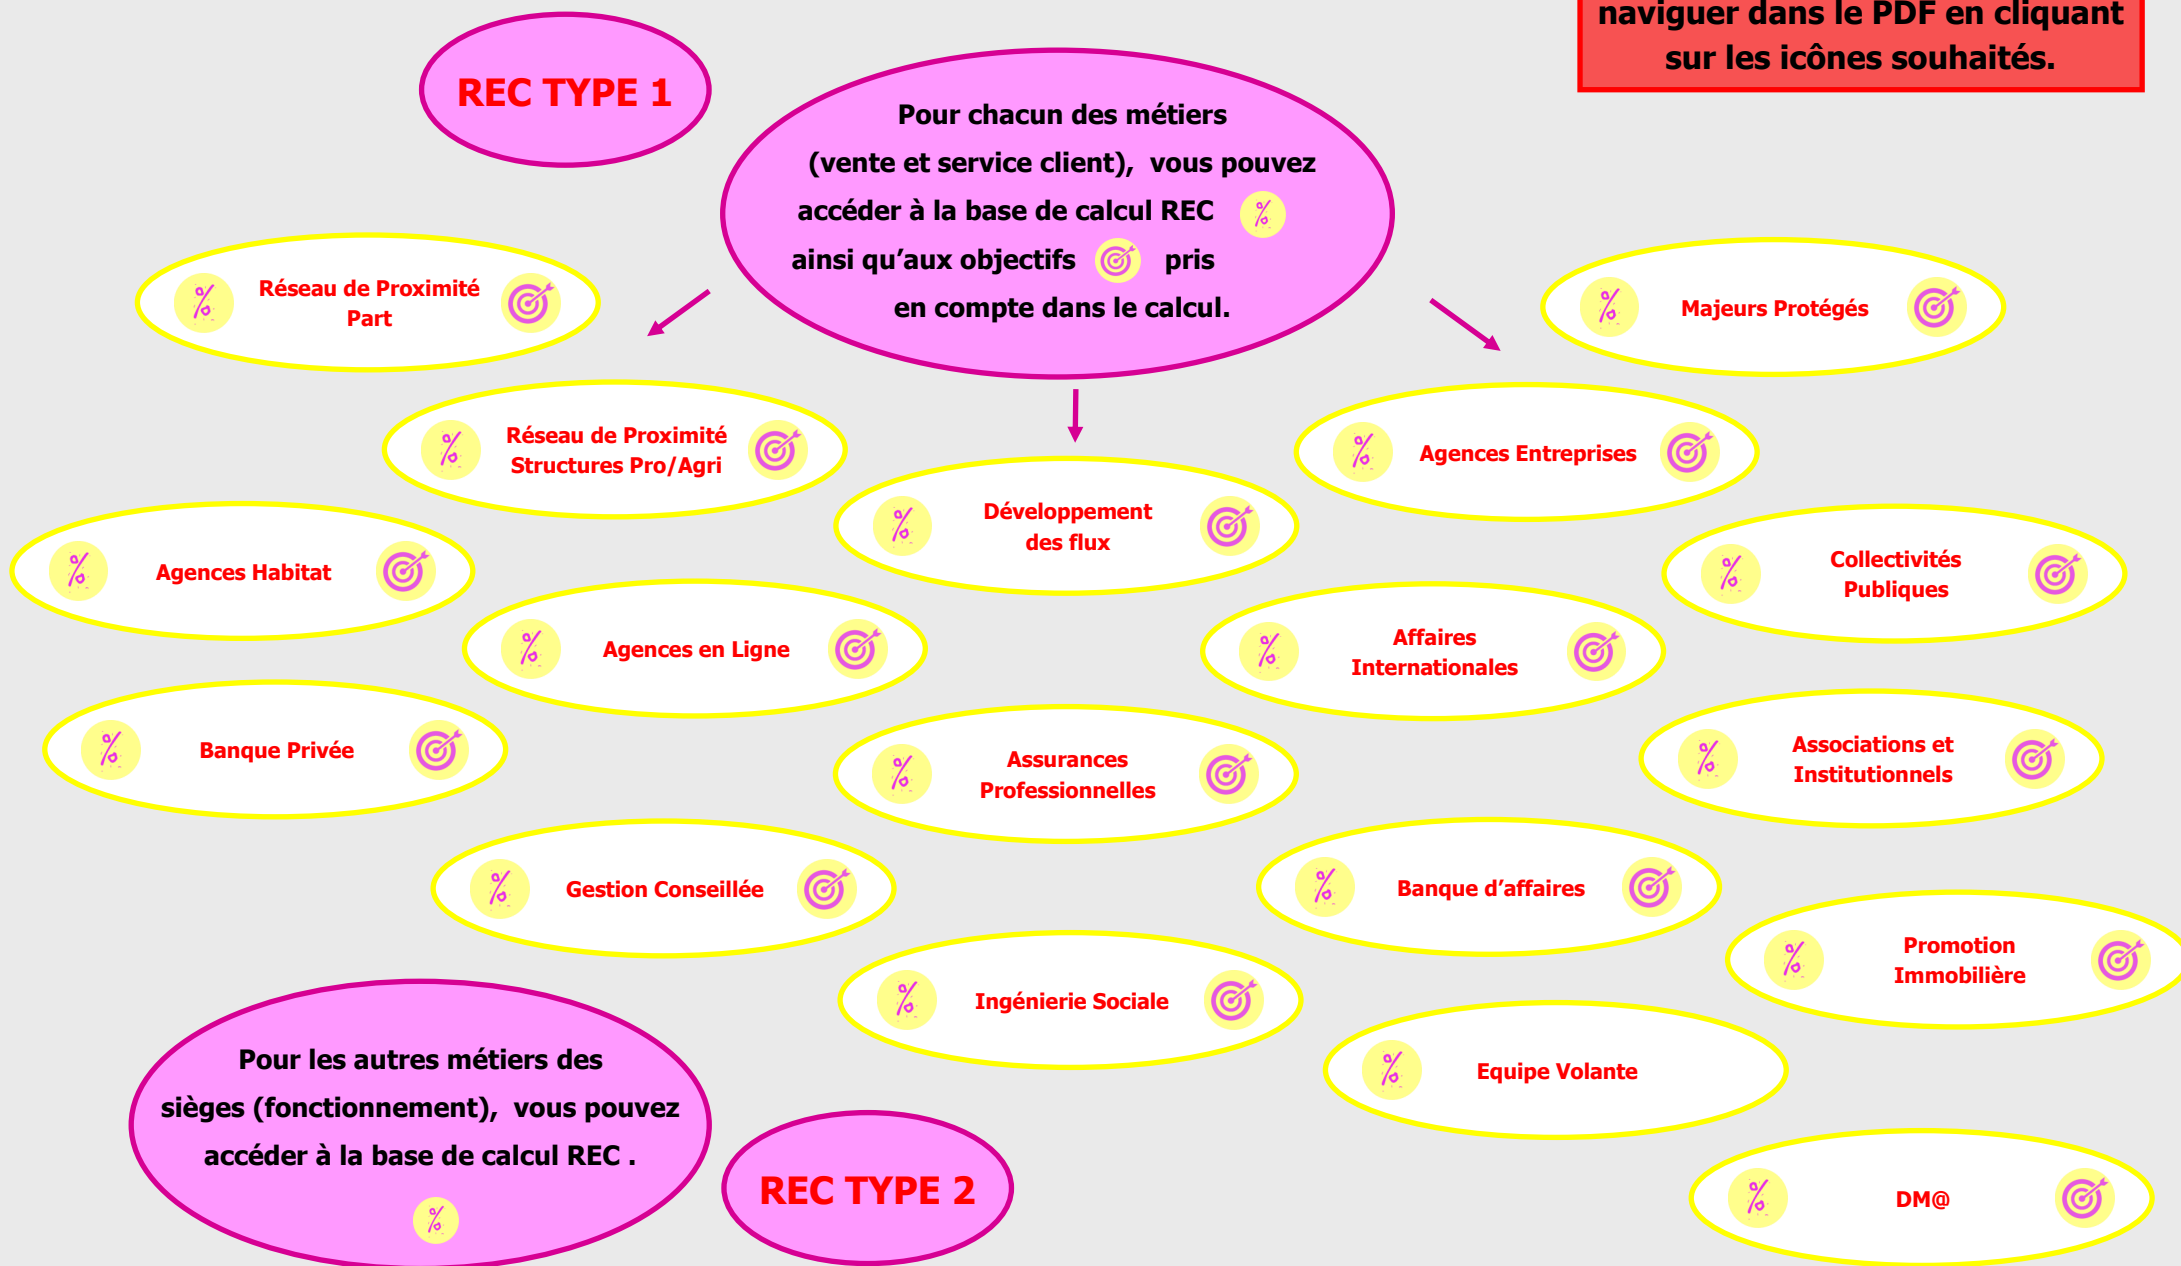 naviguer dans le PDF en cliquant
sur les icônes souhaités.
REC TYPE 1
Pour chacun des métiers
(vente et service client), vous pouvez
accéder à la base de calcul REC
ainsi qu'aux objectifs pris
en compte dans le calcul.
Réseau de Proximité
Part
Majeurs Protégés
Réseau de Proximité
Structures Pro/Agri
Agences Entreprises
Développement
des flux
Agences Habitat
Collectivités
Publiques
Agences en Ligne
Affaires
Internationales
Banque Privée
Assurances
Professionnelles
Associations et
Institutionnels
Gestion Conseillée
Banque d'affaires
Promotion
Immobilière
Ingénierie Sociale
Equipe Volante
Pour les autres métiers des
sièges (fonctionnement), vous pouvez
accéder à la base de calcul REC .
REC TYPE 2
DM@